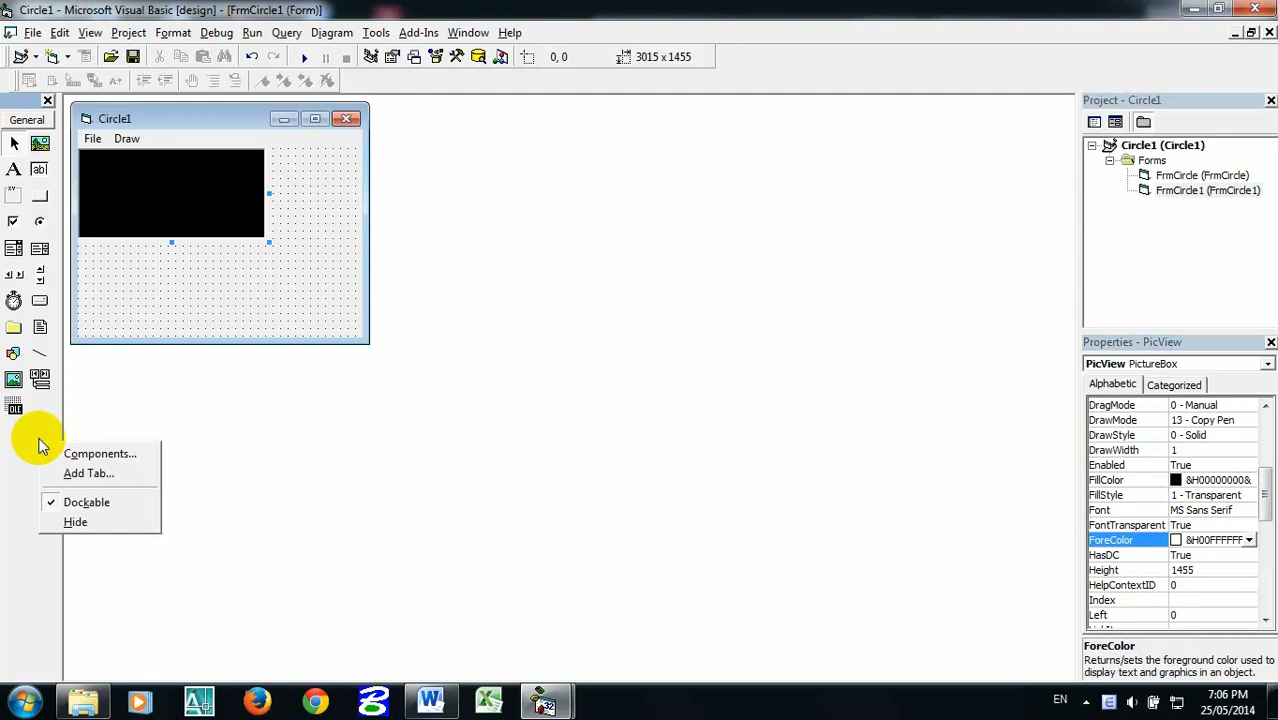 Circle1 - Microsoft Visual Basic [design] - [FrmCircle1 (Form)]
File Edit View Project Format Debug Run Query Diagram Tools Add-Ins Window Help
0, 0 3015 x 1455
General
Circle1
File Draw
Components...
Add Tab...
Dockable
Hide
Project - Circle1
Circle1 (Circle1)
Forms
FrmCircle (FrmCircle)
FrmCircle1 (FrmCircle1)
Properties - PicView
PicView PictureBox
Alphabetic Categorized
DragMode 0 - Manual
DrawMode 13 - Copy Pen
DrawStyle 0 - Solid
DrawWidth 1
Enabled True
FillColor &H00000000&
FillStyle 1 - Transparent
Font MS Sans Serif
FontTransparent True
ForeColor &H00FFFFFF
HasDC True
Height 1455
HelpContextID 0
Index
Left 0
ForeColor
Returns/sets the foreground color used to
display text and graphics in an object.
EN
7:06 PM
25/05/2014